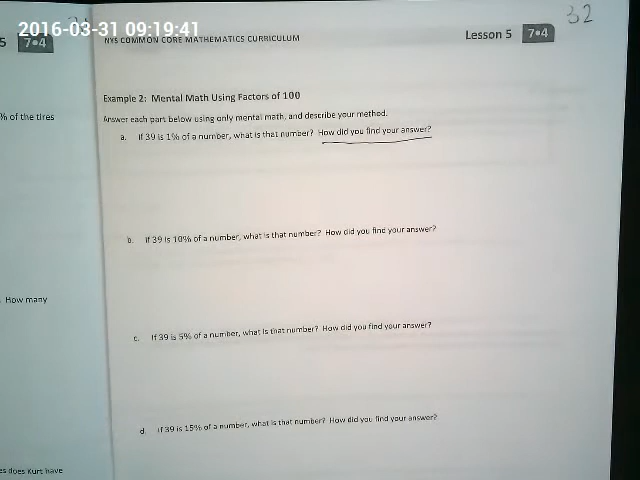 2016-03-31 09:19:41
32
5 7•4
NYS COMMON CORE MATHEMATICS CURRICULUM
Lesson 5 7•4
Example 2: Mental Math Using Factors of 100
% of the tires
Answer each part below using only mental math, and describe your method.
a. If 39 is 1% of a number, what is that number? How did you find your answer?
b. If 39 is 10% of a number, what is that number? How did you find your answer?
How many
c. If 39 is 5% of a number, what is that number? How did you find your answer?
d. If 39 is 15% of a number, what is that number? How did you find your answer?
es does Kurt have